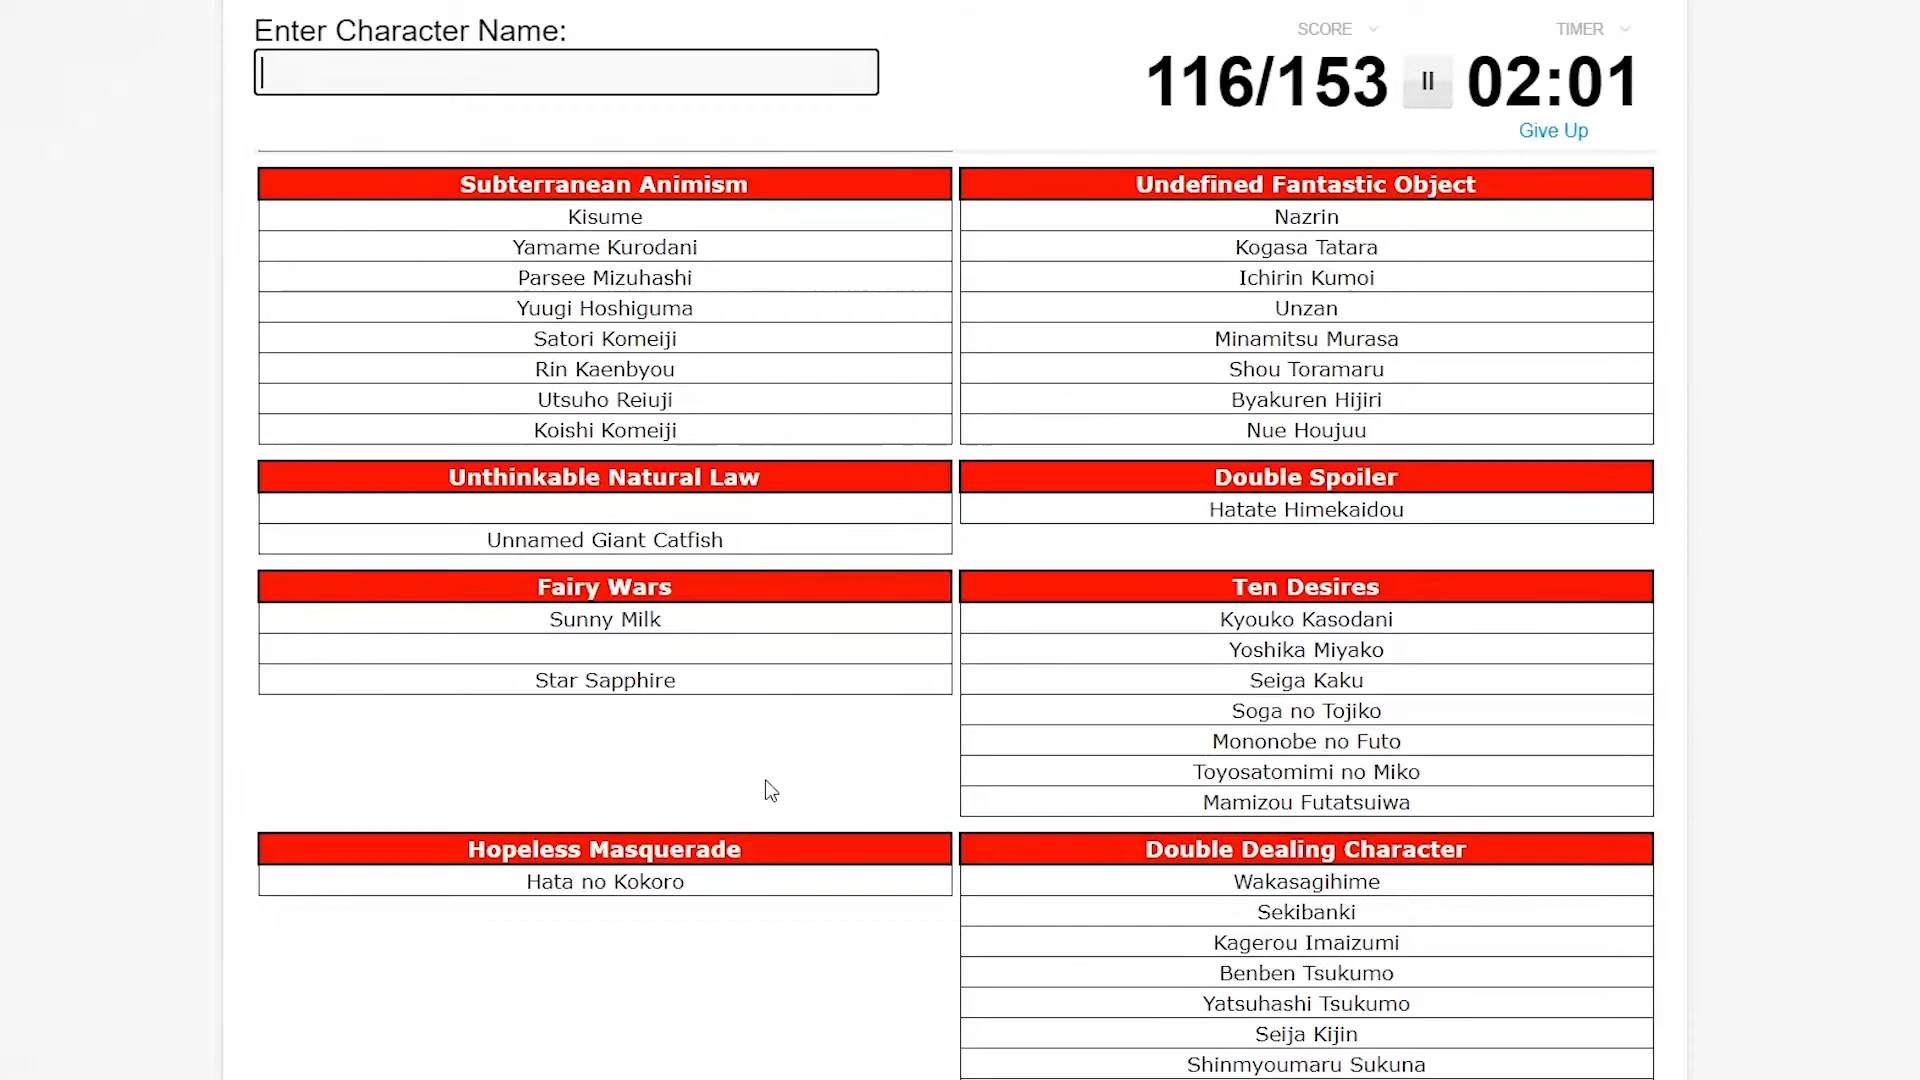 Enter Character Name:
SCORE
TIMER
116/153
02:01
Give Up
Subterranean Animism
Kisume
Yamame Kurodani
Parsee Mizuhashi
Yuugi Hoshiguma
Satori Komeiji
Rin Kaenbyou
Utsuho Reiuji
Koishi Komeiji
Undefined Fantastic Object
Nazrin
Kogasa Tatara
Ichirin Kumoi
Unzan
Minamitsu Murasa
Shou Toramaru
Byakuren Hijiri
Nue Houjuu
Unthinkable Natural Law
Unnamed Giant Catfish
Double Spoiler
Hatate Himekaidou
Fairy Wars
Sunny Milk
Star Sapphire
Ten Desires
Kyouko Kasodani
Yoshika Miyako
Seiga Kaku
Soga no Tojiko
Mononobe no Futo
Toyosatomimi no Miko
Mamizou Futatsuiwa
Hopeless Masquerade
Hata no Kokoro
Double Dealing Character
Wakasagihime
Sekibanki
Kagerou Imaizumi
Benben Tsukumo
Yatsuhashi Tsukumo
Seija Kijin
Shinmyoumaru Sukuna